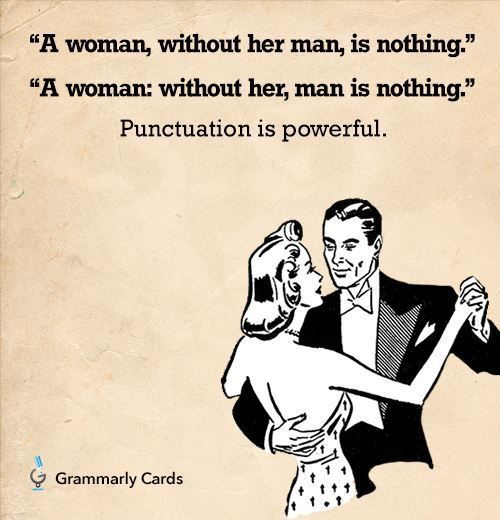 “A woman, without her man, is nothing.”
“A woman: without her, man is nothing.”
Punctuation is powerful.
Grammarly Cards